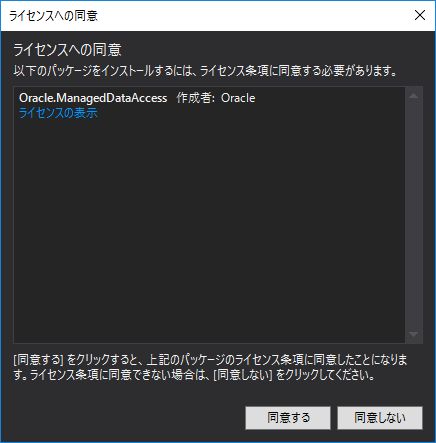 ライセンスへの同意
ライセンスへの同意
以下のパッケージをインストールするには、ライセンス条項に同意する必要があります。
Oracle.ManagedDataAccess 作成者: Oracle
ライセンスの表示
[同意する] をクリックすると、上記のパッケージのライセンス条項に同意したことになりま
す。ライセンス条項に同意できない場合は、[同意しない] をクリックしてください。
同意する 同意しない